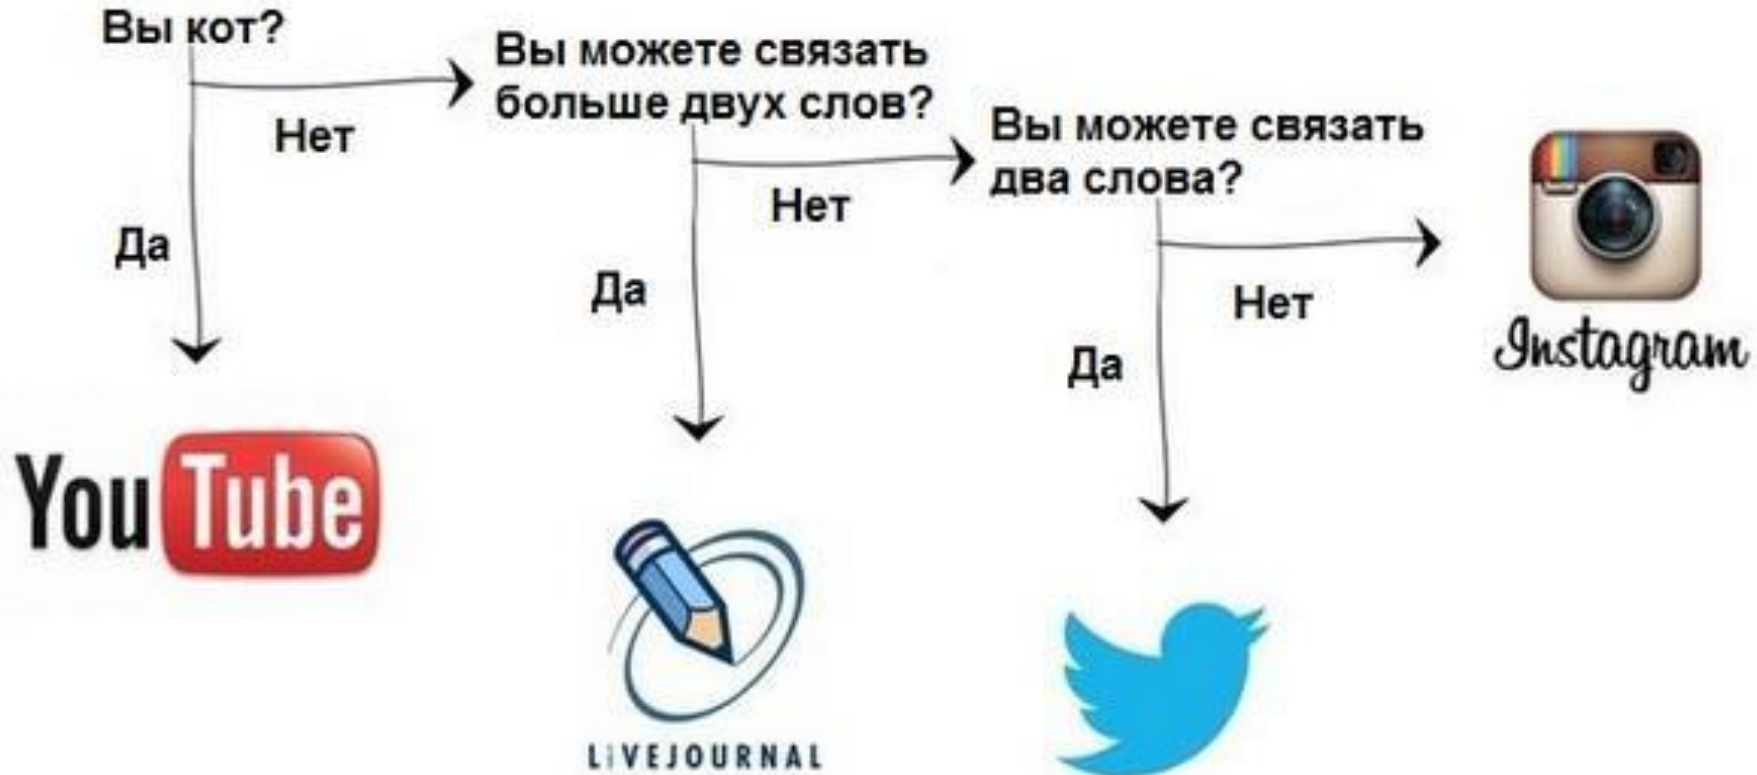 Вы кот?
Нет
Да
YouTube
Вы можете связать
больше двух слов?
Нет
Да
LIVEJOURNAL
Вы можете связать
два слова?
Нет
Да
Instagram